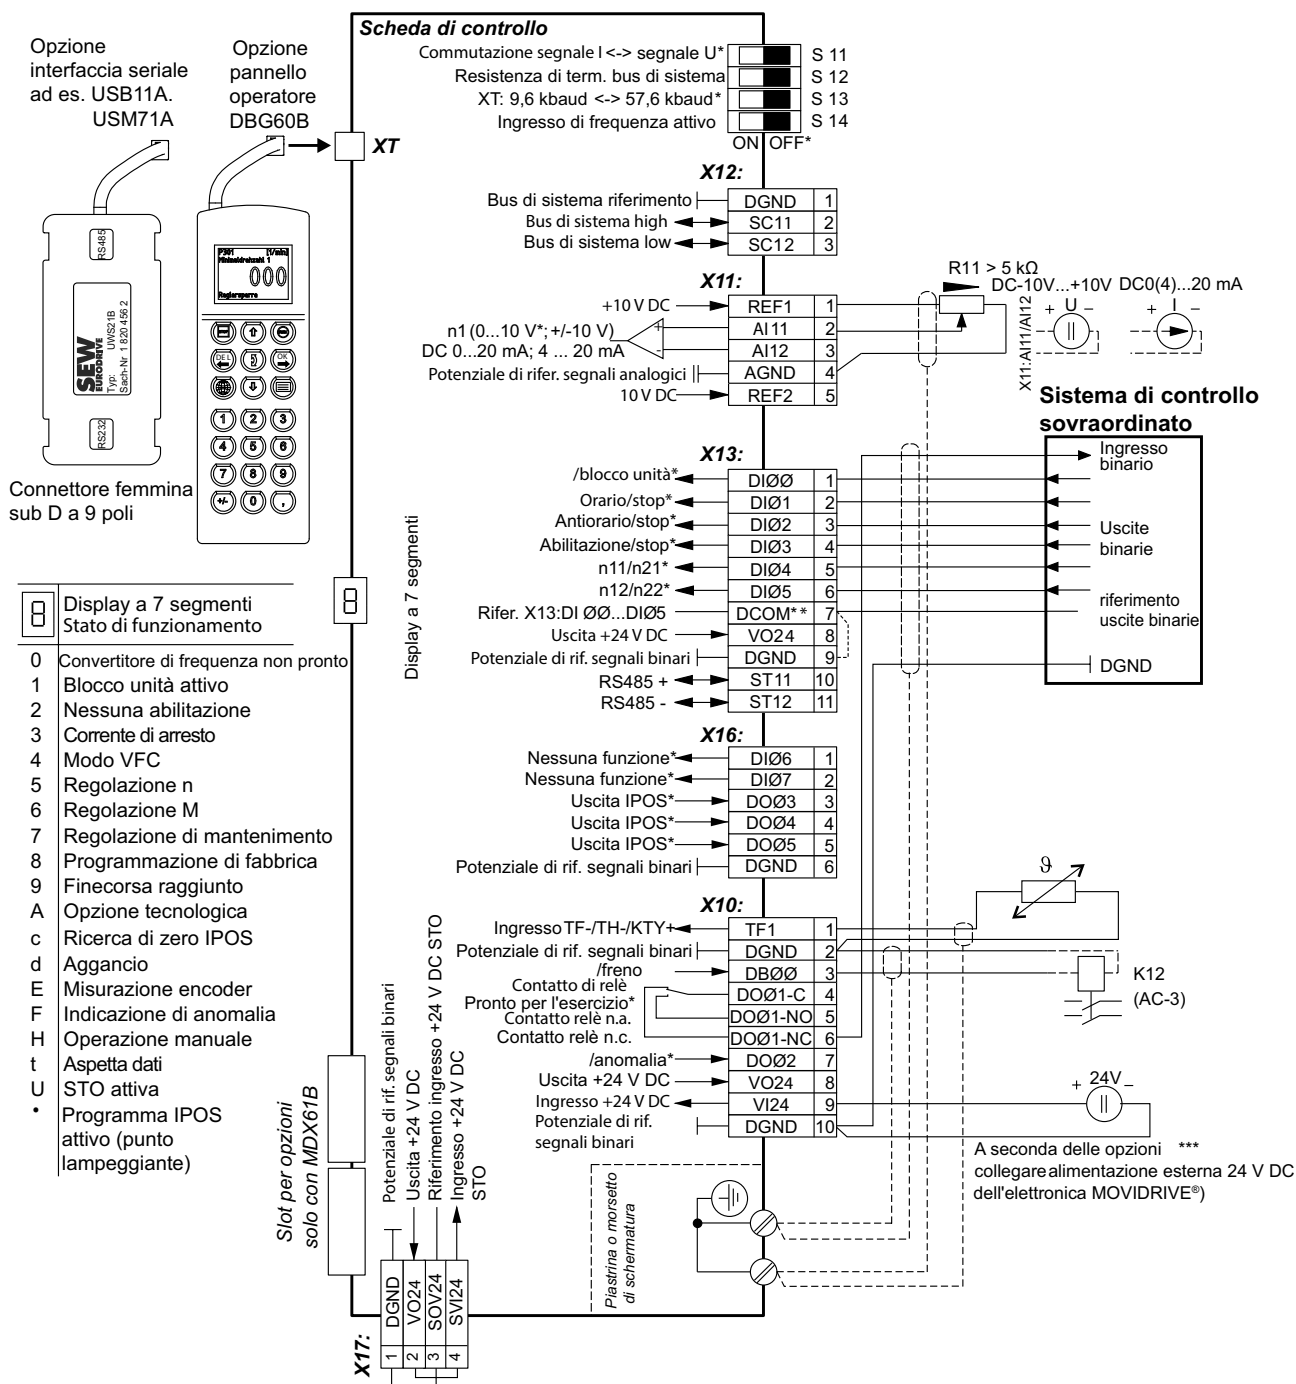 Scheda di controllo
Opzione
interfaccia seriale
ad es. USB11A.
USM71A
Opzione
pannello
operatore
DBG60B
XT
Commutazione segnale I <-> segnale U*
S 11
Resistenza di term. bus di sistema
S 12
XT: 9,6 kbaud <-> 57,6 kbaud*
S 13
Ingresso di frequenza attivo
S 14
ON OFF*
RS485
SEW
EURODRIVE
Typ: UWS21B
Sach-Nr 1 820 456 2
RS232
P301 [1/min]
Minimaldrehzahl 1
000
Reglersperre
DEL
OK
1 2 3
4 5 6
7 8 9
+/- 0 ,
Connettore femmina
sub D a 9 poli
X12:
Bus di sistema riferimento DGND 1
Bus di sistema high SC11 2
Bus di sistema low SC12 3
X11:
+10 V DC REF1 1
n1 (0...10 V*; +/-10 V) AI11 2
DC 0...20 mA; 4 ... 20 mA AI12 3
+
-
Potenziale di rifer. segnali analogici AGND 4
10 V DC REF2 5
R11 > 5 kΩ
DC-10V...+10V
DC0(4)...20 mA
+ U −
+ I −
X11:AI11/AI12
Sistema di controllo
sovraordinato
Ingresso
binario
Uscite
binarie
riferimento
uscite binarie
DGND
X13:
/blocco unità* DIØØ 1
Orario/stop* DIØ1 2
Antiorario/stop* DIØ2 3
Abilitazione/stop* DIØ3 4
n11/n21* DIØ4 5
n12/n22* DIØ5 6
Rifer. X13:DI ØØ...DIØ5 DCOM** 7
Uscita +24 V DC VO24 8
Potenziale di rif. segnali binari DGND 9
RS485 + ST11 10
RS485 - ST12 11
Display a 7 segmenti
X16:
Nessuna funzione* DIØ6 1
Nessuna funzione* DIØ7 2
Uscita IPOS* DOØ3 3
Uscita IPOS* DOØ4 4
Uscita IPOS* DOØ5 5
Potenziale di rif. segnali binari DGND 6
X10:
Ingresso TF-/TH-/KTY+ TF1 1
Potenziale di rif. segnali binari DGND 2
/freno DBØØ 3
Contatto di relè
Pronto per l'esercizio* DOØ1-C 4
Contatto relè n.a. DOØ1-NO 5
Contatto relè n.c. DOØ1-NC 6
/anomalia* DOØ2 7
Uscita +24 V DC VO24 8
Ingresso +24 V DC VI24 9
Potenziale di rif.
segnali binari DGND 10
ϑ
K12
(AC-3)
+ 24V −
A seconda delle opzioni ***
collegare alimentazione esterna 24 V DC
dell'elettronica MOVIDRIVE®)
Display a 7 segmenti
Stato di funzionamento
0 Convertitore di frequenza non pronto
1 Blocco unità attivo
2 Nessuna abilitazione
3 Corrente di arresto
4 Modo VFC
5 Regolazione n
6 Regolazione M
7 Regolazione di mantenimento
8 Programmazione di fabbrica
9 Finecorsa raggiunto
A Opzione tecnologica
c Ricerca di zero IPOS
d Aggancio
E Misurazione encoder
F Indicazione di anomalia
H Operazione manuale
t Aspetta dati
U STO attiva
• Programma IPOS
attivo (punto
lampeggiante)
Slot per opzioni
solo con MDX61B
Potenziale di rif. segnali binari
Uscita +24 V DC
Riferimento ingresso +24 V DC STO
Ingresso +24 V DC
STO
X17:
1 DGND
2 VO24
3 SOV24
4 SVI24
Piastrina o morsetto
di schermatura